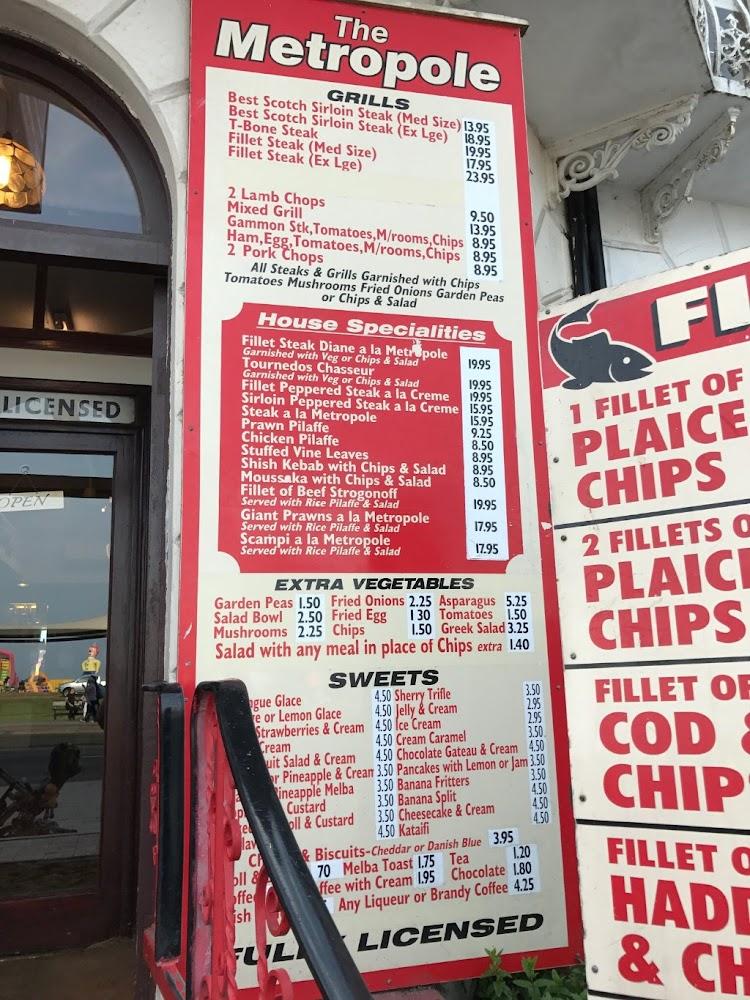 The
Metropole
GRILLS
Best Scotch Sirloin Steak (Med Size) 13.95
Best Scotch Sirloin Steak (Ex Lge) 18.95
T-Bone Steak 19.95
Fillet Steak (Med Size) 17.95
Fillet Steak (Ex Lge) 23.95
2 Lamb Chops 9.50
Mixed Grill 13.95
Gammon Stk,Tomatoes,M/rooms,Chips 8.95
Ham,Egg,Tomatoes,M/rooms,Chips 8.95
2 Pork Chops 8.95
All Steaks & Grills Garnished with Chips
Tomatoes Mushrooms Fried Onions Garden Peas
or Chips & Salad
House Specialities
Fillet Steak Diane a la Metropole 19.95
Garnished with Veg or Chips & Salad
Tournedos Chasseur 19.95
Garnished with Veg or Chips & Salad
Fillet Peppered Steak a la Creme 19.95
Sirloin Peppered Steak a la Creme 15.95
Steak a la Metropole 15.95
Prawn Pilaffe 9.25
Chicken Pilaffe 8.50
Stuffed Vine Leaves 8.95
Shish Kebab with Chips & Salad 8.95
Moussaka with Chips & Salad 8.50
Fillet of Beef Strogonoff 19.95
Served with Rice Pilaffe & Salad
Giant Prawns a la Metropole 17.95
Served with Rice Pilaffe & Salad
Scampi a la Metropole 17.95
Served with Rice Pilaffe & Salad
EXTRA VEGETABLES
Garden Peas 1.50 Fried Onions 2.25 Asparagus 5.25
Salad Bowl 2.50 Fried Egg 1 30 Tomatoes 1.50
Mushrooms 2.25 Chips 1.50 Greek Salad 3.25
Salad with any meal in place of Chips extra 1.40
SWEETS
Glace 4.50 Sherry Trifle 3.50
or Lemon Glace 4.50 Jelly & Cream 2.95
Strawberries & Cream 4.50 Ice Cream 2.95
Cream 4.50 Cream Caramel 3.50
Salad & Cream 4.50 Chocolate Gateau & Cream 4.50
or Pineapple & Cream 3.50 Pancakes with Lemon or Jam 3.50
Pineapple Melba 3.50 Banana Fritters 4.50
Custard 3.50 Banana Split 4.50
& Custard 3.50 Cheesecake & Cream 4.50
4.50 Kataifi 4.50
& Biscuits-Cheddar or Danish Blue 3.95
& 70 Melba Toast 1.75 Tea 1.20
with Cream 1.95 Chocolate 1.80
Any Liqueur or Brandy Coffee 4.25
FULLY LICENSED
LICENSED
OPEN
1 FILLET OF
PLAICE
CHIPS
2 FILLETS
PLAICE
CHIPS
FILLET OF
COD &
CHIP
FILLET
HADD
& CH